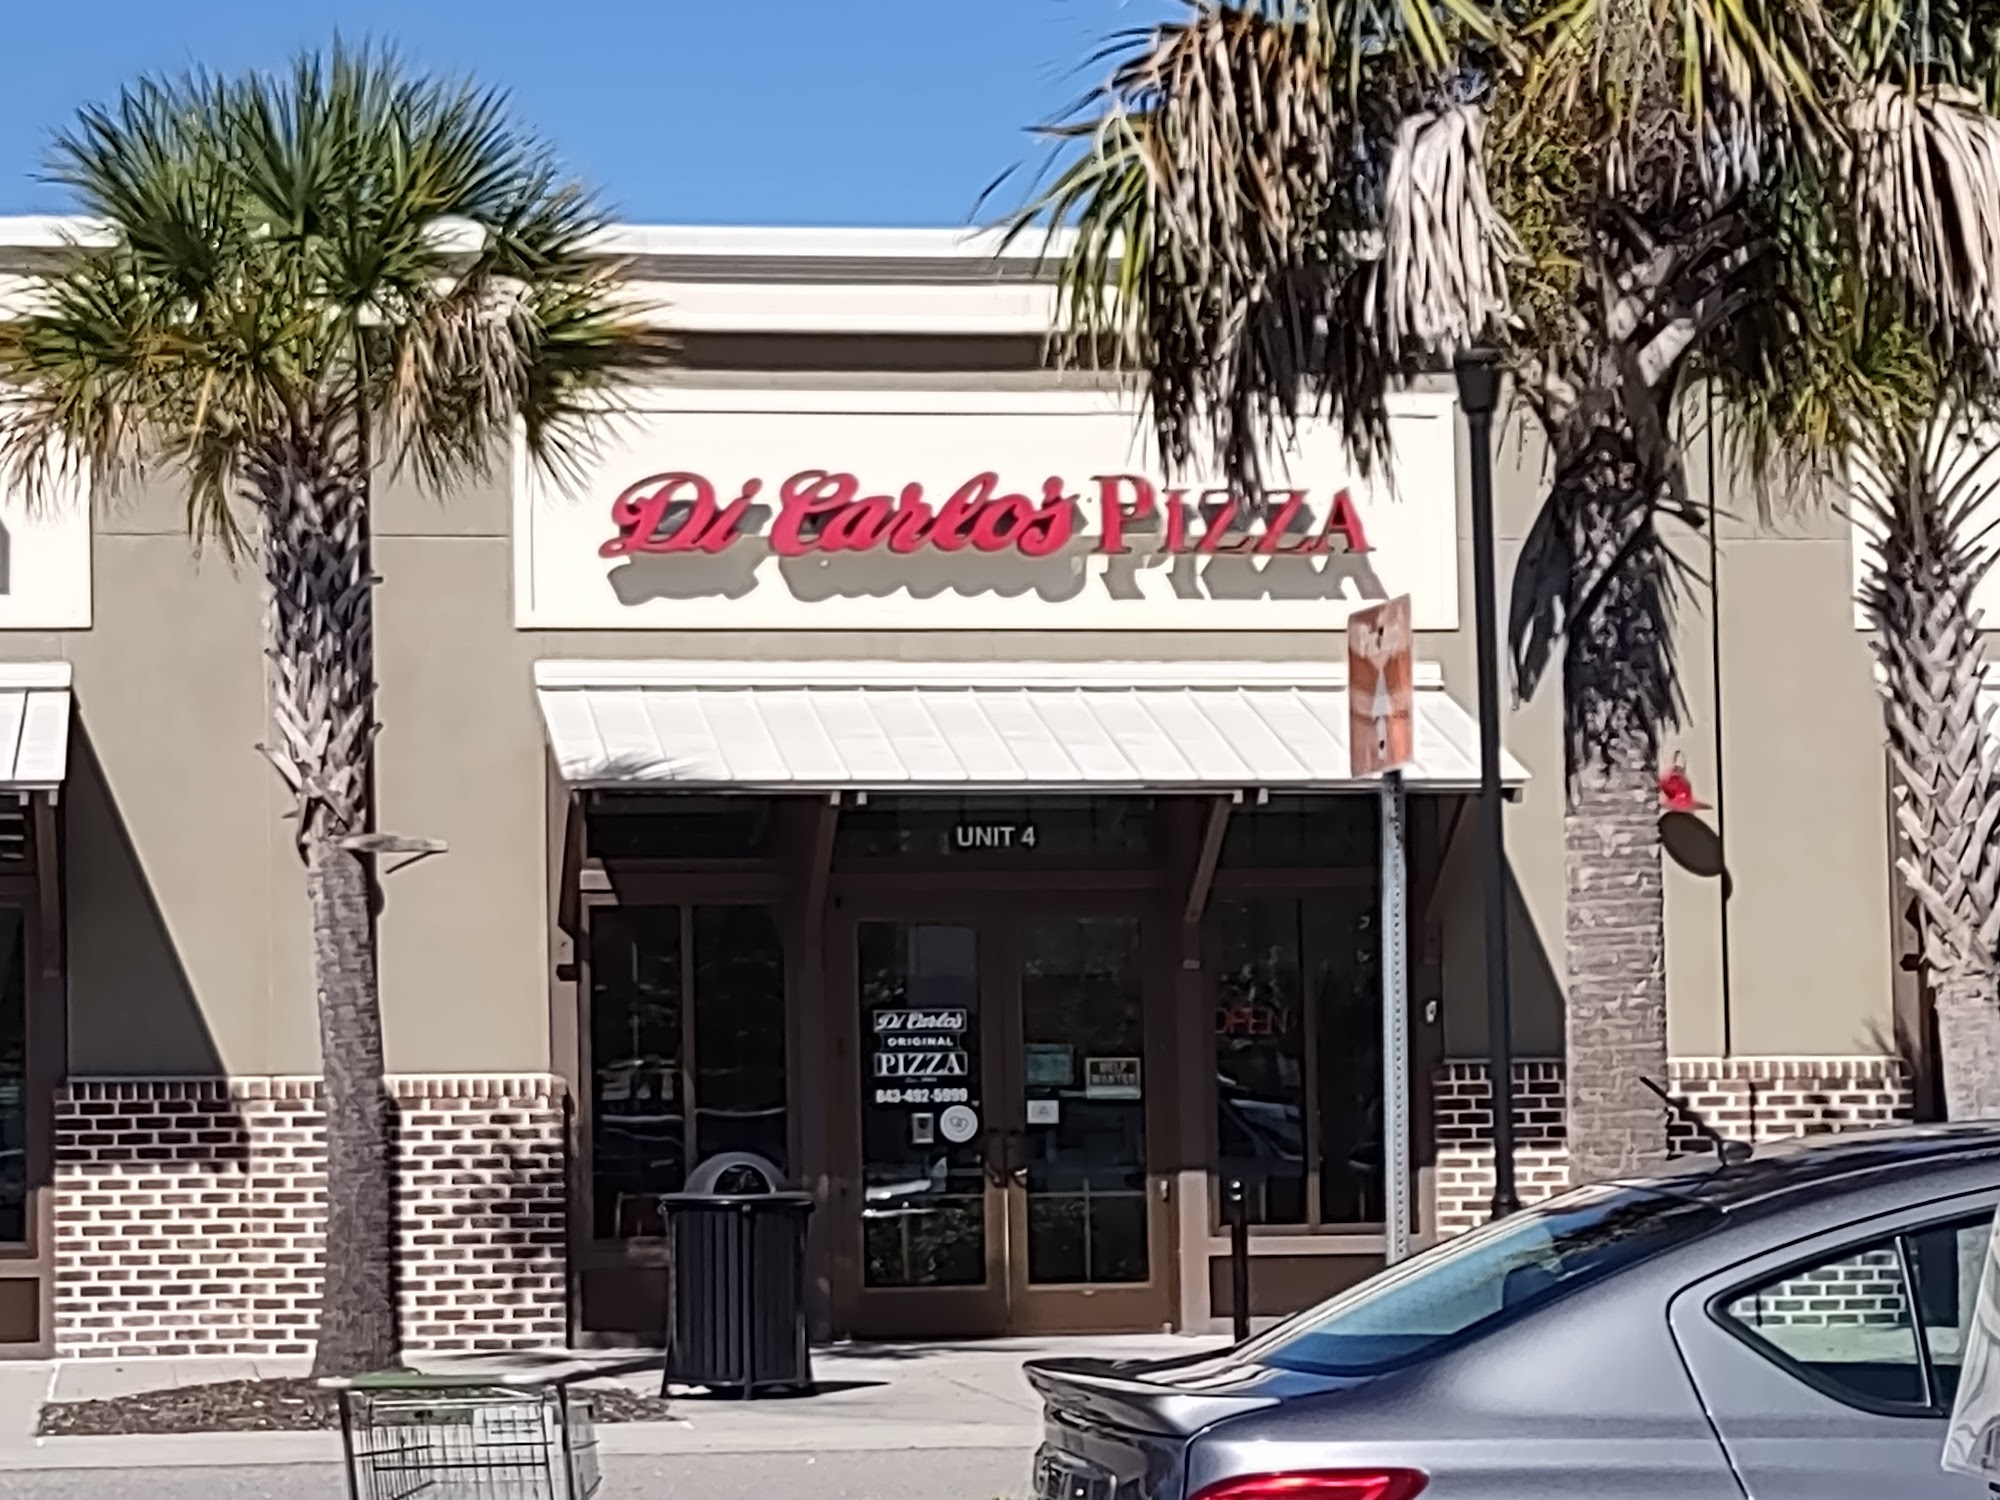 Di Carlo's PIZZA
UNIT 4
OPEN
Di Carlo's
ORIGINAL
PIZZA
843-492-5999
HELP
WANTED